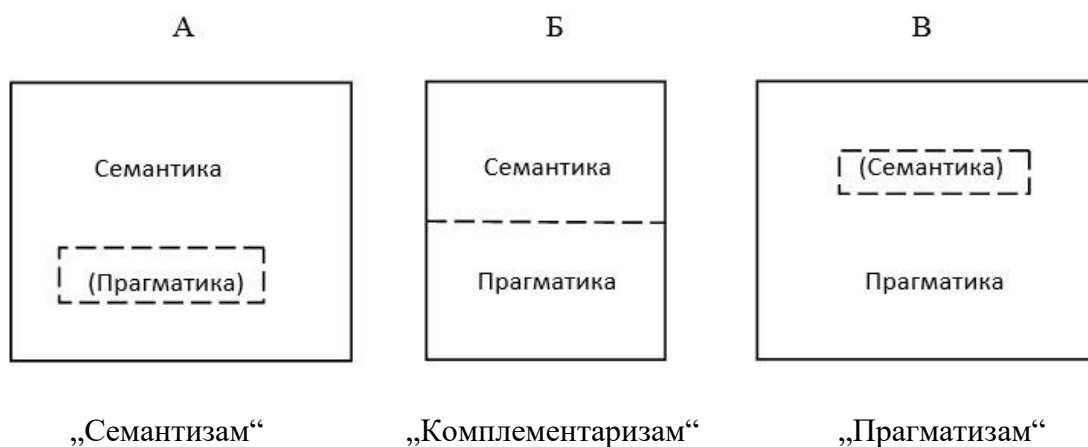 А Б В
Семантика Семантика (Семантика)
(Прагматика) Прагматика Прагматика
„Семантизам“ „Комплементаризам“ „Прагматизам“